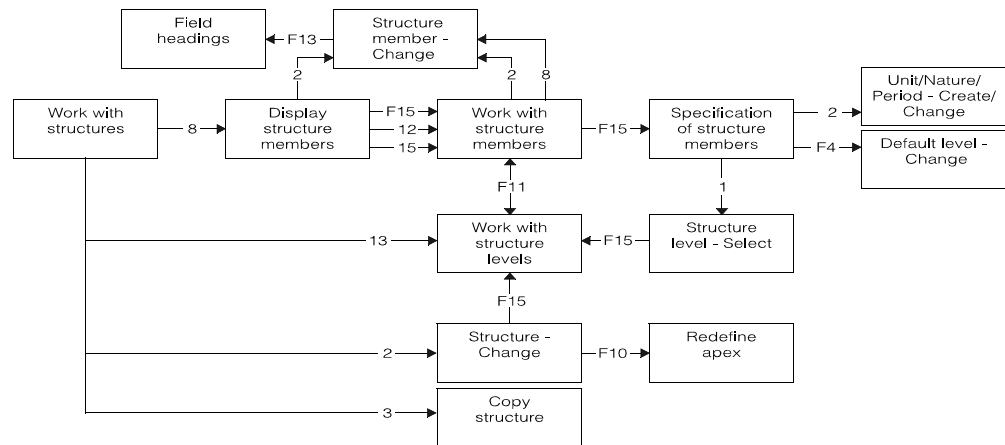 Field
headings
F13
Structure
member -
Change
2
2
8
Work with
structures
8
Display
structure
members
F15
12
15
Work with
structure
members
F15
Specification
of structure
members
2
Unit/Nature/
Period - Create/
Change
F4
Default level -
Change
F11
1
13
Work with
structure
levels
F15
Structure
level - Select
F15
2
Structure -
Change
F10
Redefine
apex
3
Copy
structure